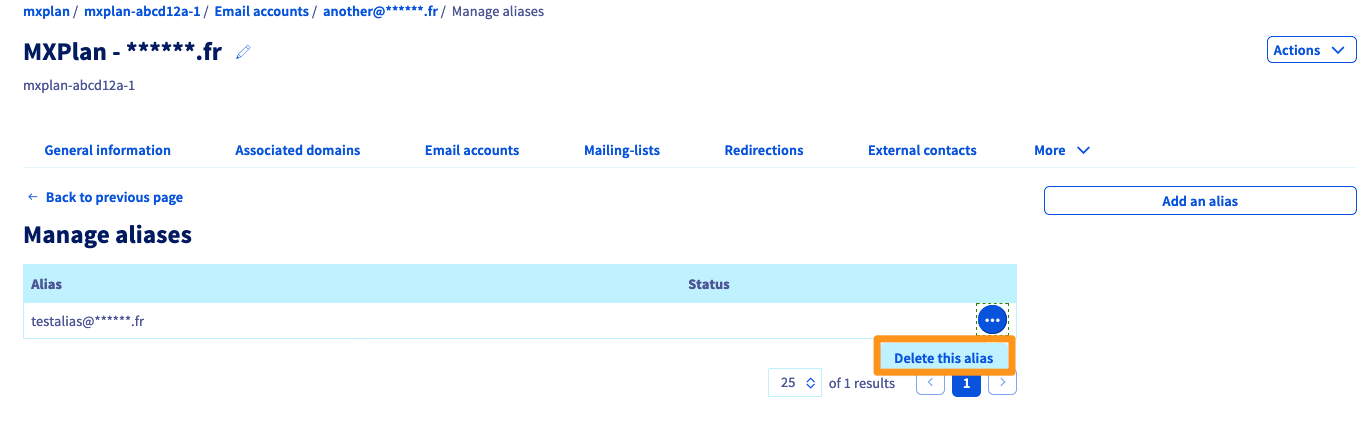 mxplan / mxplan-abcd12a-1 / Email accounts / another@******.fr / Manage aliases
MXPlan - ******.fr
Actions
mxplan-abcd12a-1
General information Associated domains Email accounts Mailing-lists Redirections External contacts More
← Back to previous page
Add an alias
Manage aliases
Alias Status
testalias@******.fr
Delete this alias
25 of 1 results 1